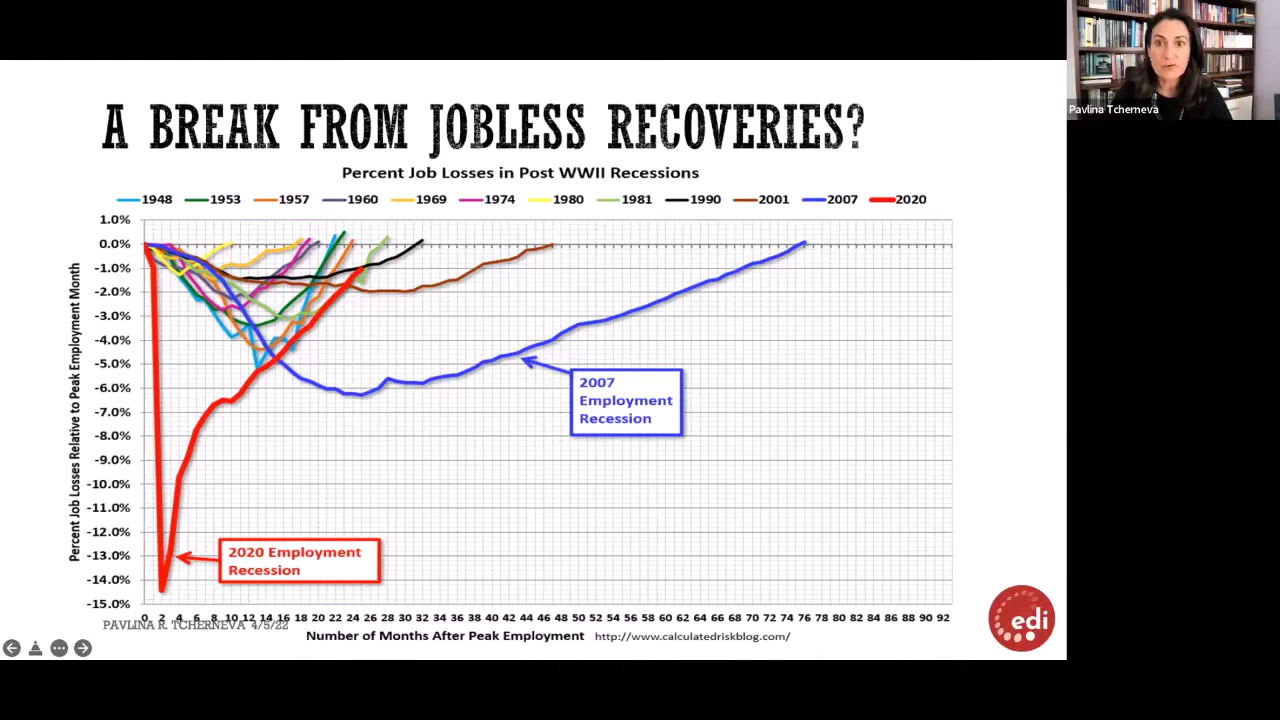 Pavlina Tcherneva
A BREAK FROM JOBLESS RECOVERIES?
Percent Job Losses in Post WWII Recessions
1948 1953 1957 1960 1969 1974 1980 1981 1990 2001 2007 2020
Percent Job Losses Relative to Peak Employment Month
1.0%
0.0%
-1.0%
-2.0%
-3.0%
-4.0%
-5.0%
-6.0%
-7.0%
-8.0%
-9.0%
-10.0%
-11.0%
-12.0%
-13.0%
-14.0%
-15.0%
2007
Employment
Recession
2020 Employment
Recession
0 2 4 6 8 10 12 14 16 18 20 22 24 26 28 30 32 34 36 38 40 42 44 46 48 50 52 54 56 58 60 62 64 66 68 70 72 74 76 78 80 82 84 86 88 90 92
PAVLINA R. TCHERNEVA 4/5/22
Number of Months After Peak Employment http://www.calculatedriskblog.com/
edi